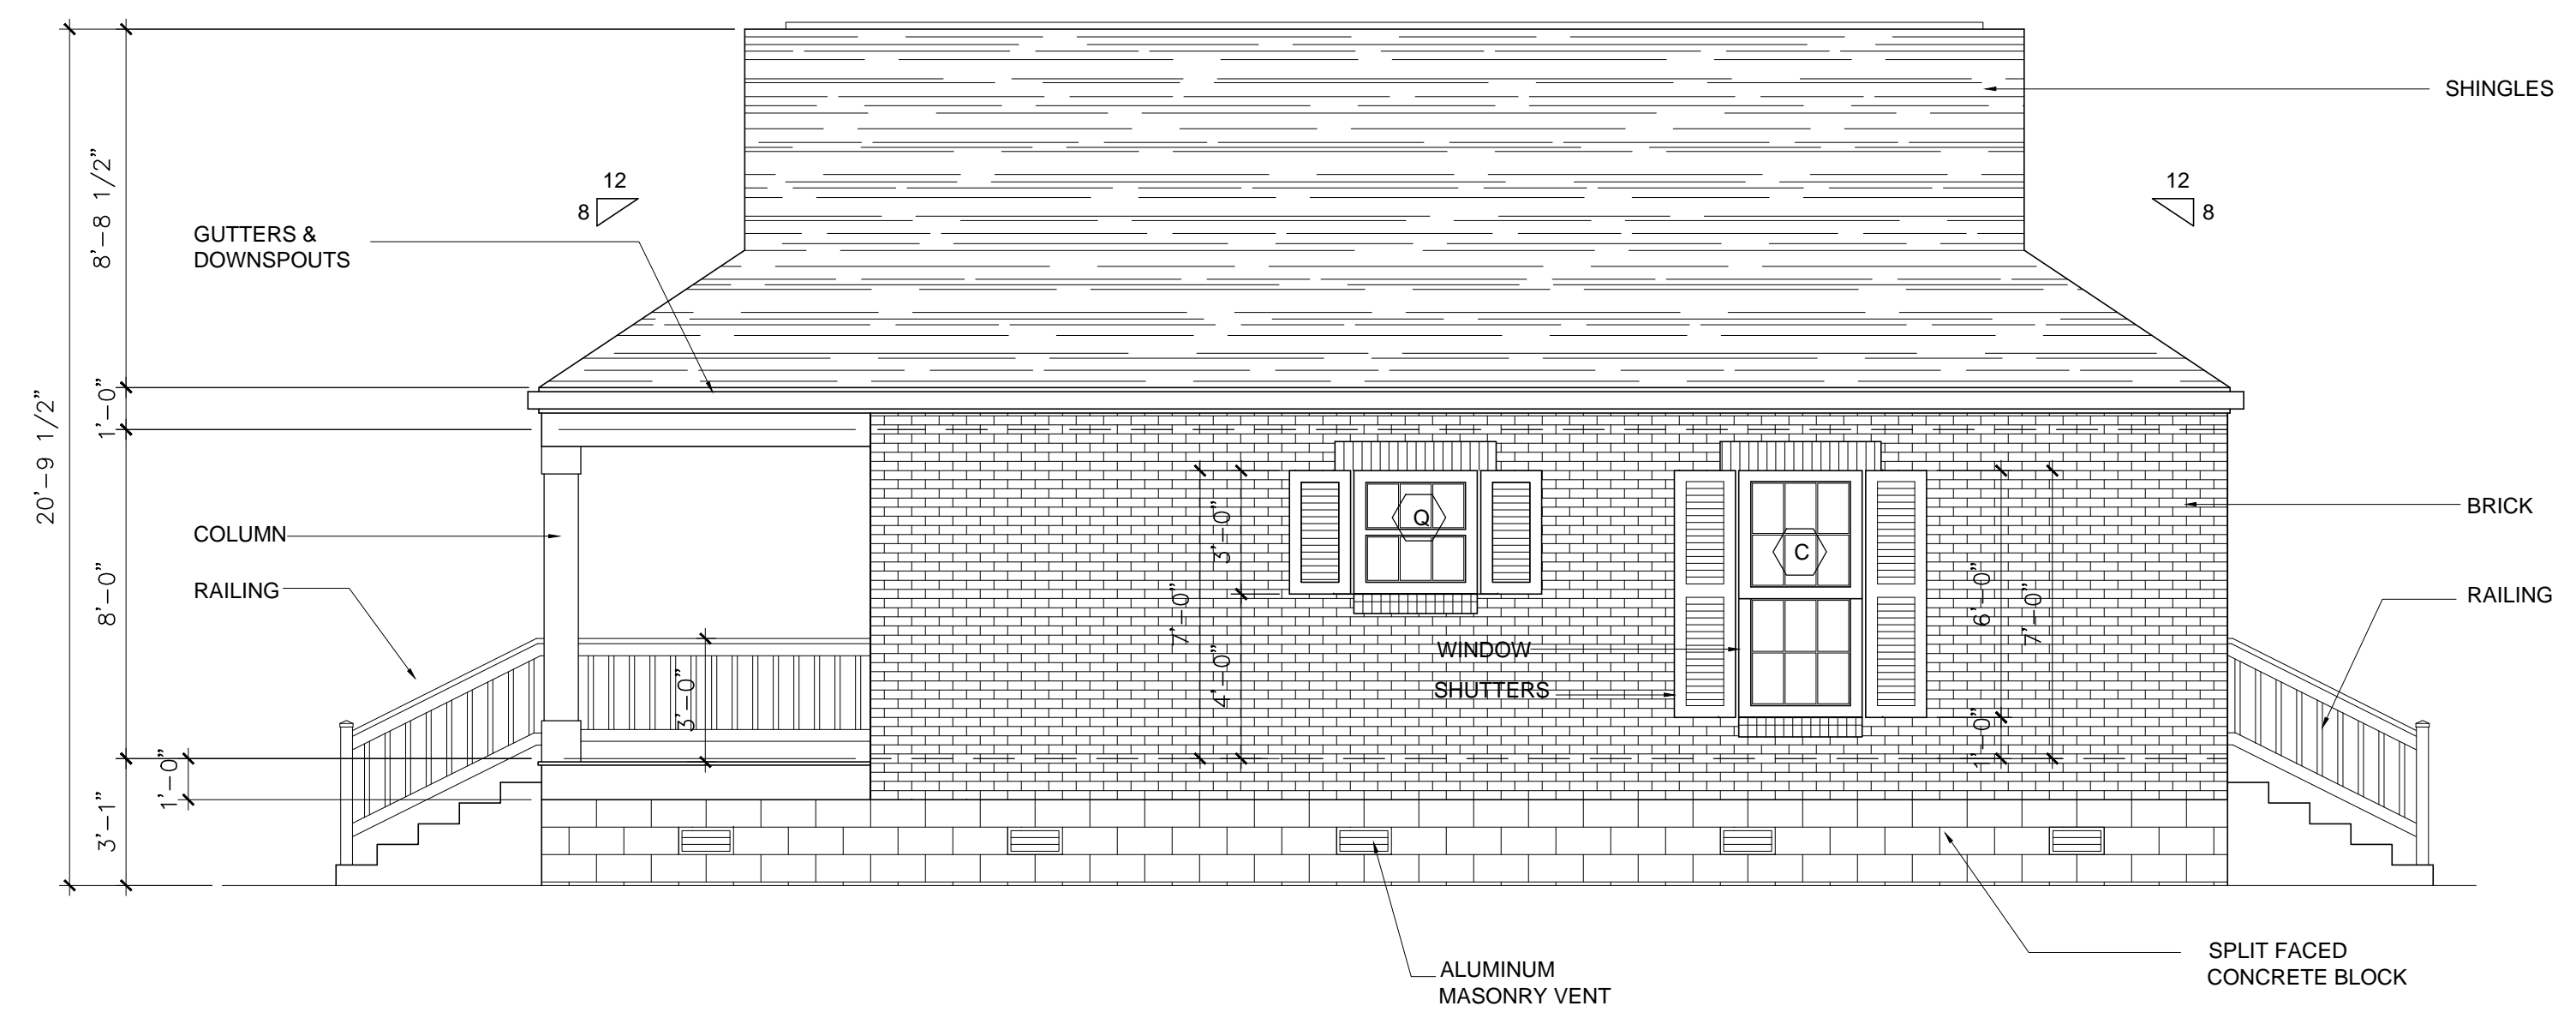 SHINGLES
12
8
12
8
GUTTERS &
DOWNSPOUTS
8'-8 1/2"
20'-9 1/2"
1'-0"
8'-0"
3'-1"
1'-0"
COLUMN
RAILING
3'-0"
7'-0"
3'-0"
4'-0"
Q
C
WINDOW
SHUTTERS
6'-0"
7'-0"
1'-0"
BRICK
RAILING
ALUMINUM
MASONRY VENT
SPLIT FACED
CONCRETE BLOCK